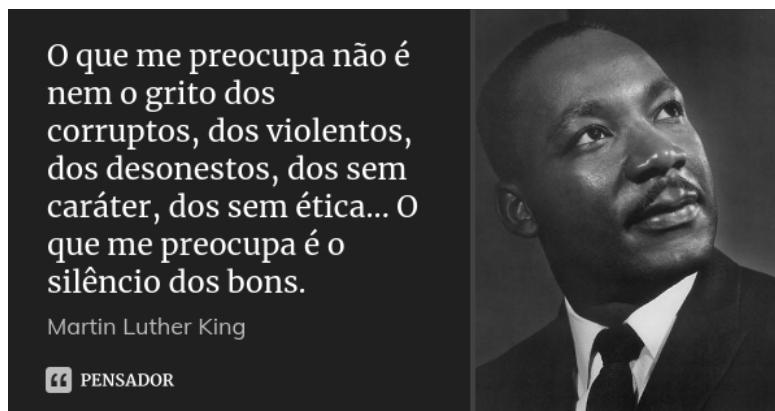 O que me preocupa não é
nem o grito dos
corruptos, dos violentos,
dos desonestos, dos sem
caráter, dos sem ética... O
que me preocupa é o
silêncio dos bons.
Martin Luther King
PENSADOR